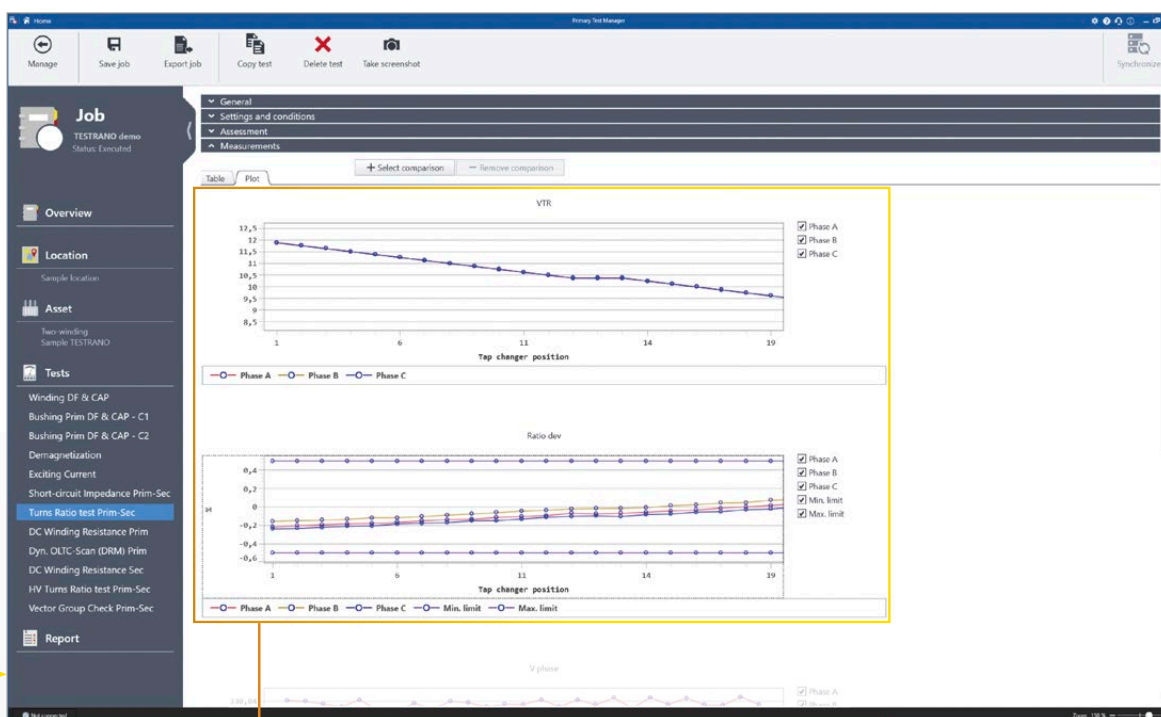 Home
Primary Test Manager
Manage
Save job
Export job
Copy test
Delete test
Take screenshot
Synchronize
Job
TESTRANO demo
Status: Executed
General
Settings and conditions
Assessment
Measurements
+ Select comparison
− Remove comparison
Table
Plot
Overview
Location
Sample location
Asset
Two-winding
Sample TESTRANO
Tests
Winding DF & CAP
Bushing Prim DF & CAP - C1
Bushing Prim DF & CAP - C2
Demagnetization
Exciting Current
Short-circuit Impedance Prim-Sec
Turns Ratio test Prim-Sec
DC Winding Resistance Prim
Dyn. OLTC-Scan (DRM) Prim
DC Winding Resistance Sec
HV Turns Ratio test Prim-Sec
Vector Group Check Prim-Sec
Report
VTR
12,5
12
11,5
11
10,5
10
9,5
9
8,5
1 6 11 14 19
Tap changer position
Phase A
Phase B
Phase C
Phase A Phase B Phase C
Ratio dev
%
0,4
0,2
0
-0,2
-0,4
-0,6
1 6 11 14 19
Tap changer position
Phase A
Phase B
Phase C
Min. limit
Max. limit
Phase A Phase B Phase C Min. limit Max. limit
V phase
Phase A
Not connected
Zoom 150 %